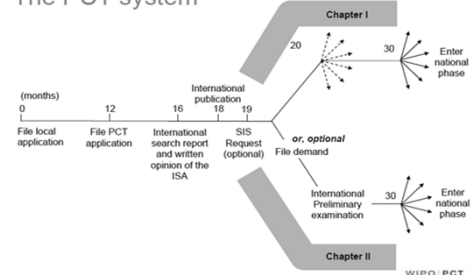 The PCT system
Chapter I
20
30
Enter
national
phase
International
publication
(months)
0
12
16
18
19
File local
application
File PCT
application
International
search report
and written
opinion of the
ISA
SIS
Request
(optional)
or, optional
File demand
International
Preliminary
examination
30
Enter
national
phase
Chapter II
WIPO|PCT